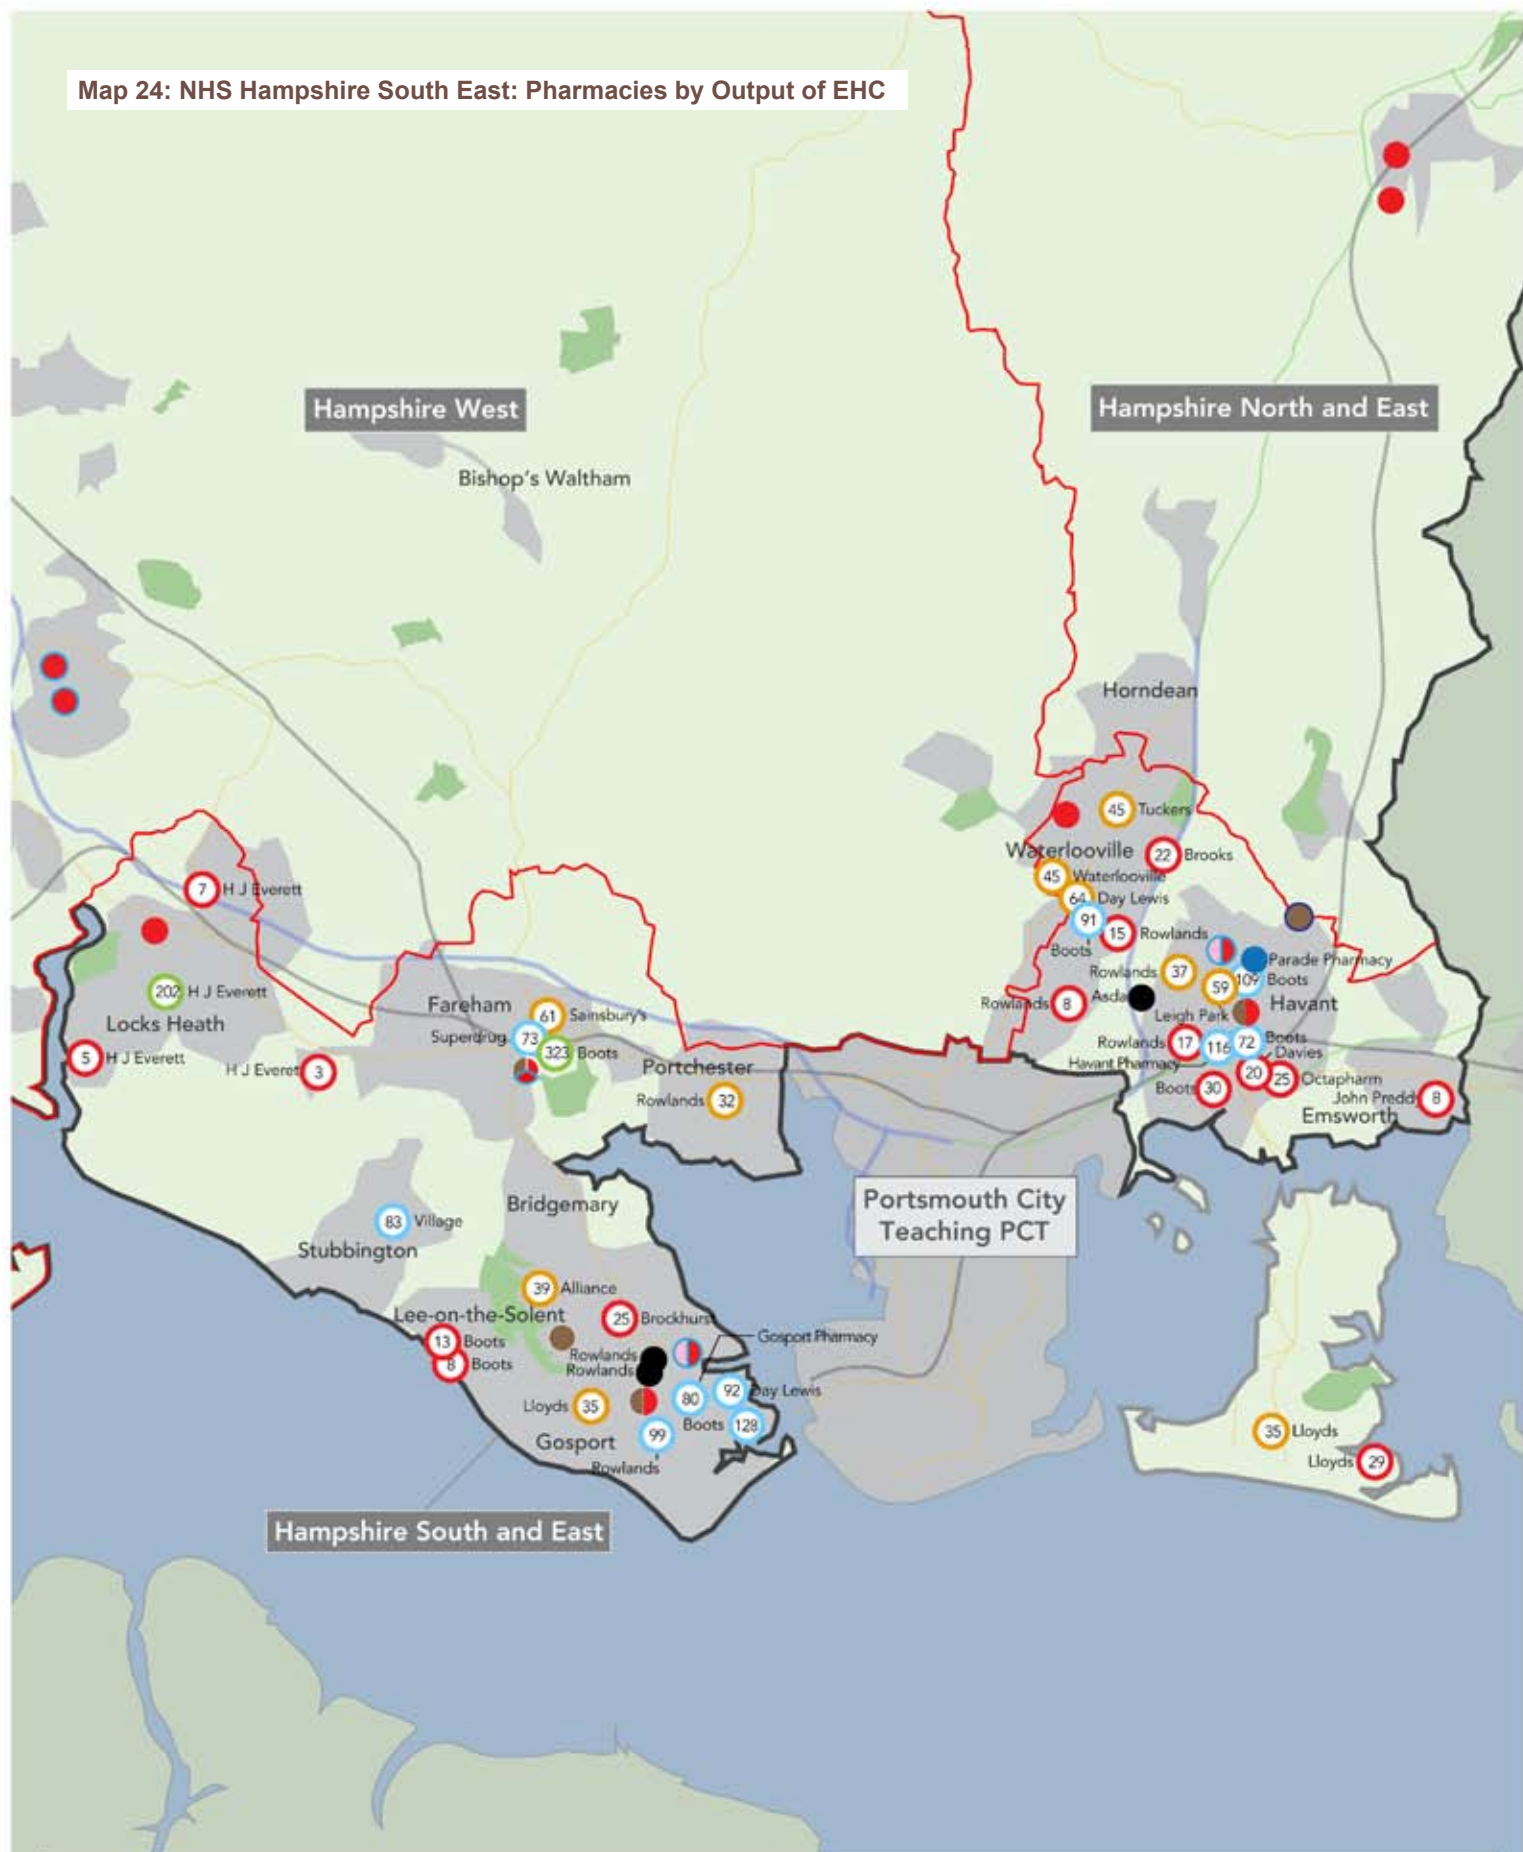 Map 24: NHS Hampshire South East: Pharmacies by Output of EHC
Hampshire West
Hampshire North and East
Bishop's Waltham
Horndean
45 Tuckers
Waterlooville
22 Brooks
45 Waterlooville
64 Day Lewis
91
Boots
15 Rowlands
7 H J Everett
202 H J Everett
Locks Heath
5 H J Everett
H J Everet 3
Fareham
61 Sainsbury's
Superdrug 73
323 Boots
Portchester
Rowlands 32
Parade Pharmacy
Rowlands 37
59
109 Boots
Rowlands 8
Asda
Leigh Park
Havant
Rowlands 17
116
72 Boots
Havant Pharmacy
Davies
20
25 Octapharm
Boots 30
John Preddy 8
Emsworth
Portsmouth City
Teaching PCT
Bridgemary
83 Village
Stubbington
39 Alliance
Lee-on-the-Solent
25 Brockhurst
13 Boots
8 Boots
Gosport Pharmacy
Rowlands
Rowlands
Lloyds 35
80
92 Day Lewis
Boots 128
99
Gosport
Rowlands
35 Lloyds
Lloyds 29
Hampshire South and East